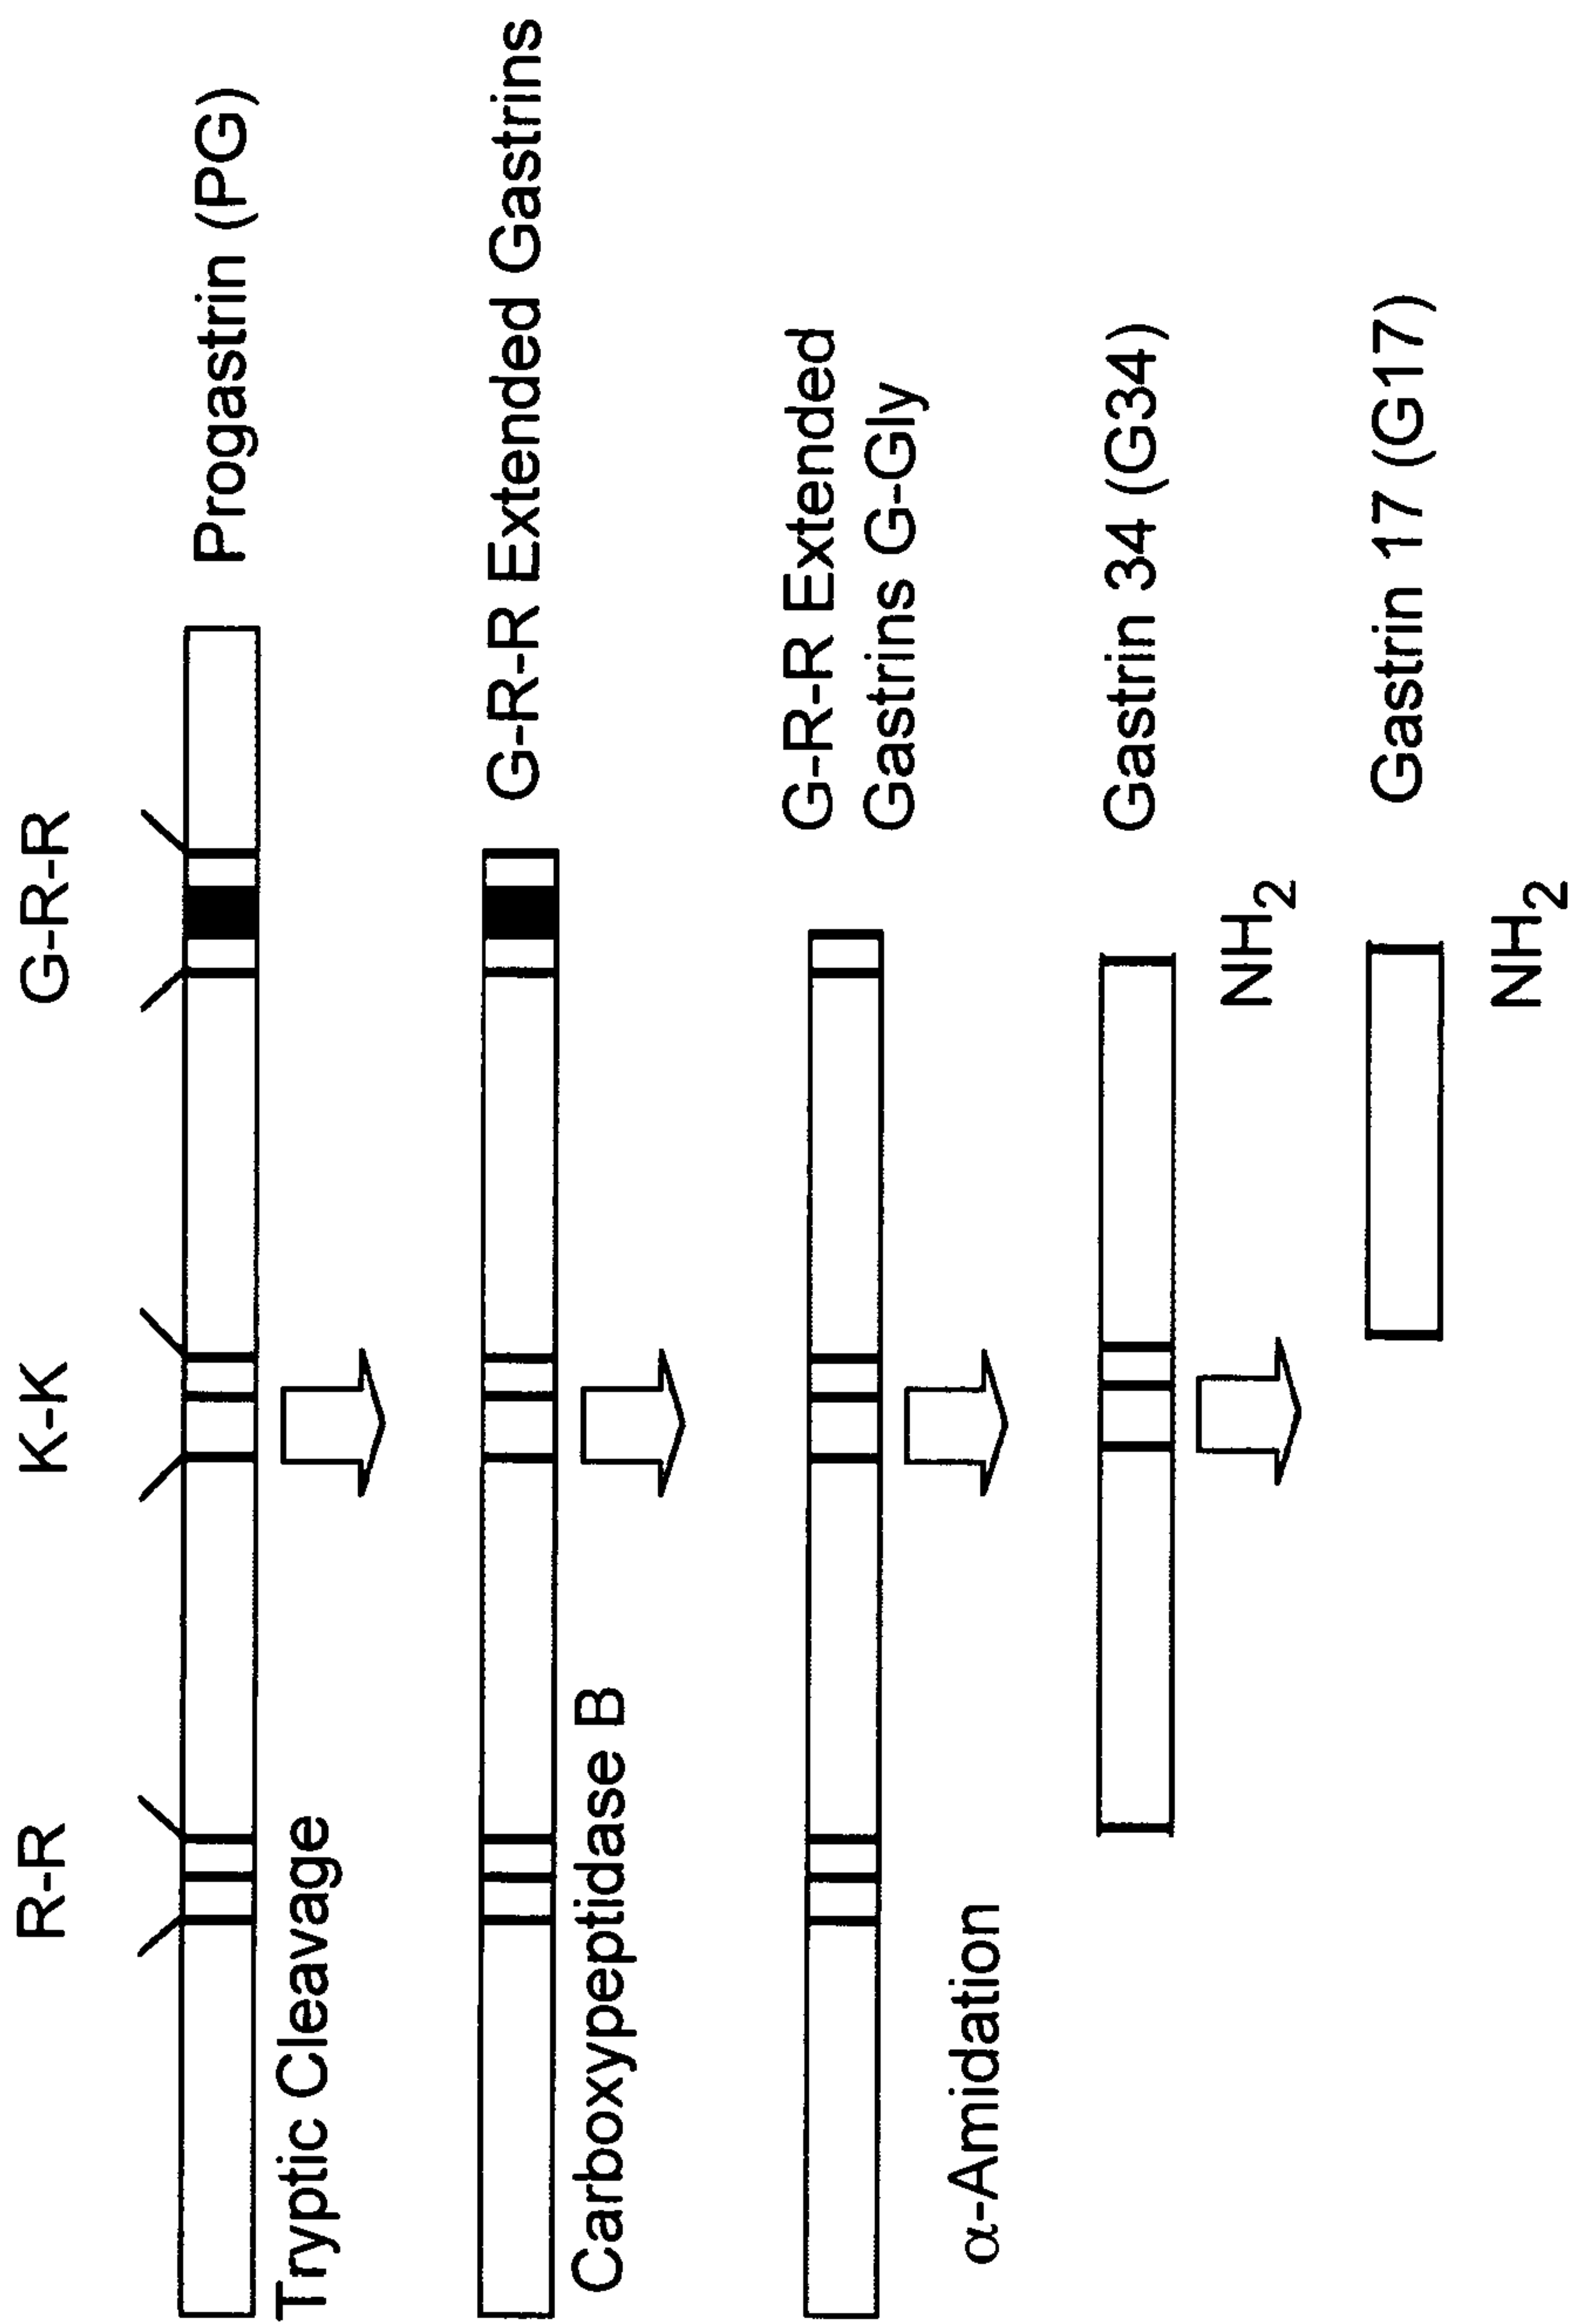 R-R
K-K
G-R-R
Progastrin (PG)
Tryptic Cleavage
G-R-R Extended Gastrins
Carboxypeptidase B
G-R-R Extended
Gastrins G-Gly
α-Amidation
Gastrin 34 (G34)
NH₂
Gastrin 17 (G17)
NH₂